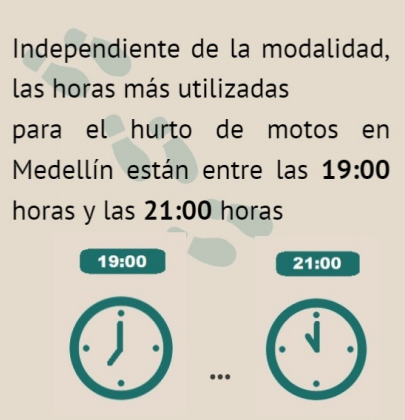 Independiente de la modalidad,
las horas más utilizadas
para el hurto de motos en
Medellín están entre las 19:00
horas y las 21:00 horas
19:00
21:00
...